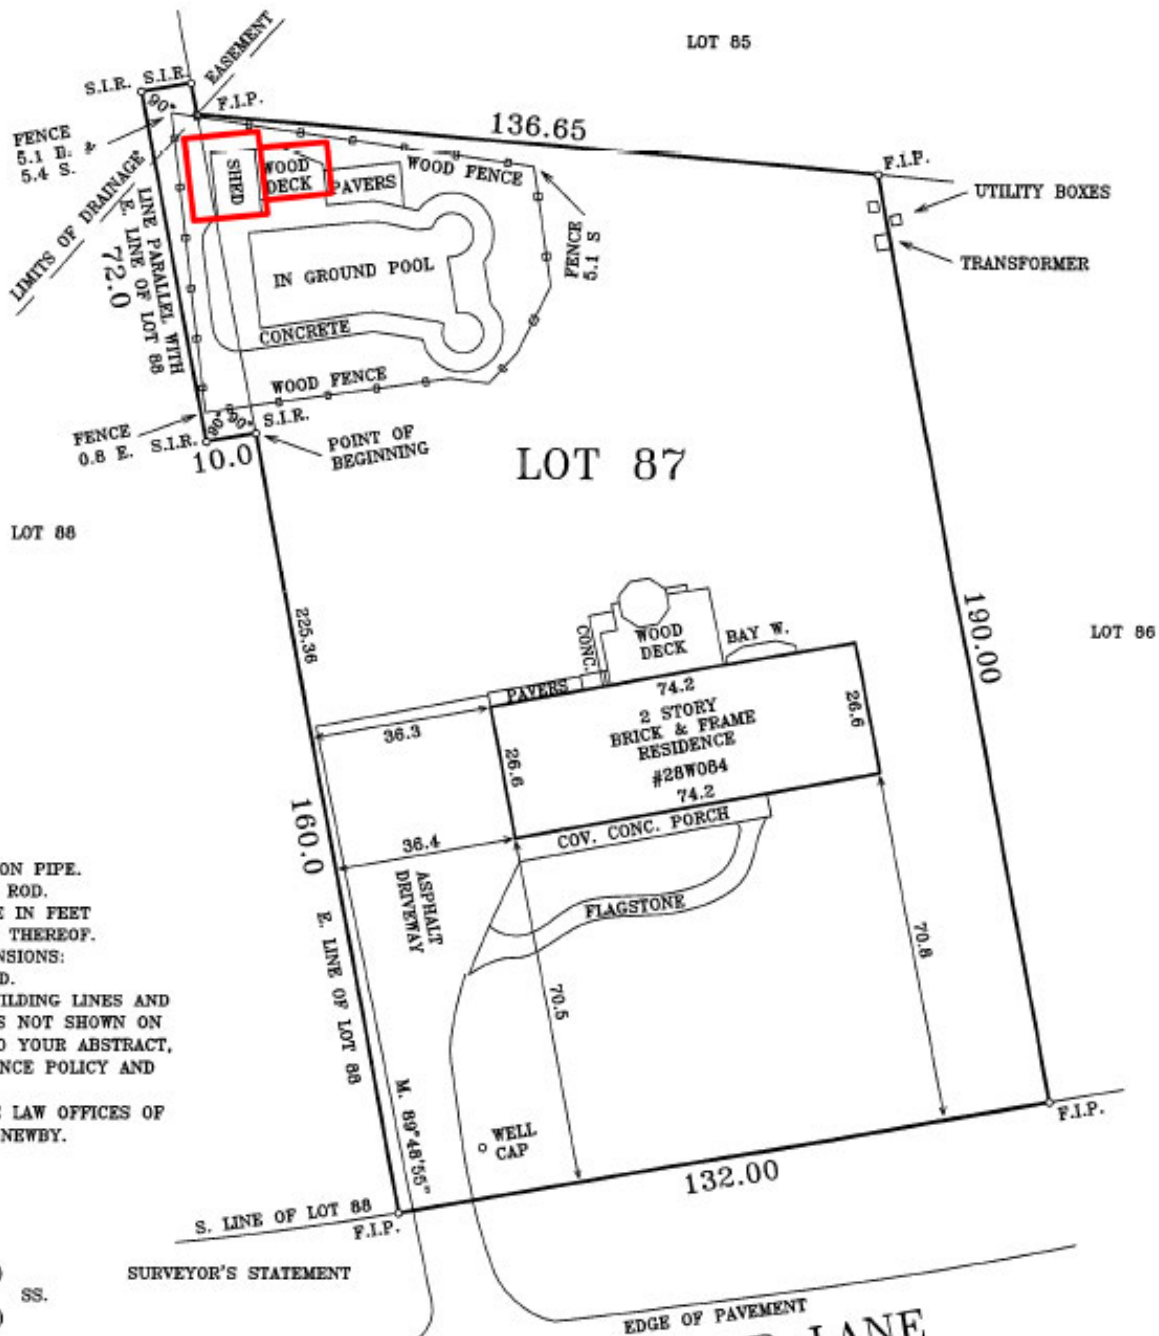 LOT 85
EASEMENT
S.I.R.
S.I.R.
90°
F.I.P.
136.65
F.I.P.
FENCE
5.4 S.
LIMITS OF DRAINAGE
SHED
WOOD
DECK
PAVERS
WOOD FENCE
UTILITY BOXES
TRANSFORMER
FENCE
5.1 S
LINE PARALLEL WITH
E. LINE OF LOT 88
72.0
IN GROUND POOL
CONCRETE
WOOD FENCE
90°
90°
S.I.R.
FENCE
0.8 E.
S.I.R.
10.0
POINT OF
BEGINNING
LOT 87
LOT 88
225.36
190.00
LOT 86
CONC.
WOOD
DECK
BAY W.
PAVERS
74.2
2 STORY
BRICK & FRAME
RESIDENCE
#28W084
74.2
26.6
26.6
36.3
160.0
36.4
COV. CONC. PORCH
ASPHALT
DRIVEWAY
FLAGSTONE
E. LINE OF LOT 88
70.5
70.8
ON PIPE.
ROD.
E IN FEET
THEREOF.
NSIONS:
D.
ILDING LINES AND
S NOT SHOWN ON
O YOUR ABSTRACT,
NCE POLICY AND
LAW OFFICES OF
NEWBY.
M. 89°48'55"
WELL
CAP
F.I.P.
132.00
S. LINE OF LOT 88
F.I.P.
SURVEYOR'S STATEMENT
SS.
EDGE OF PAVEMENT
LANE